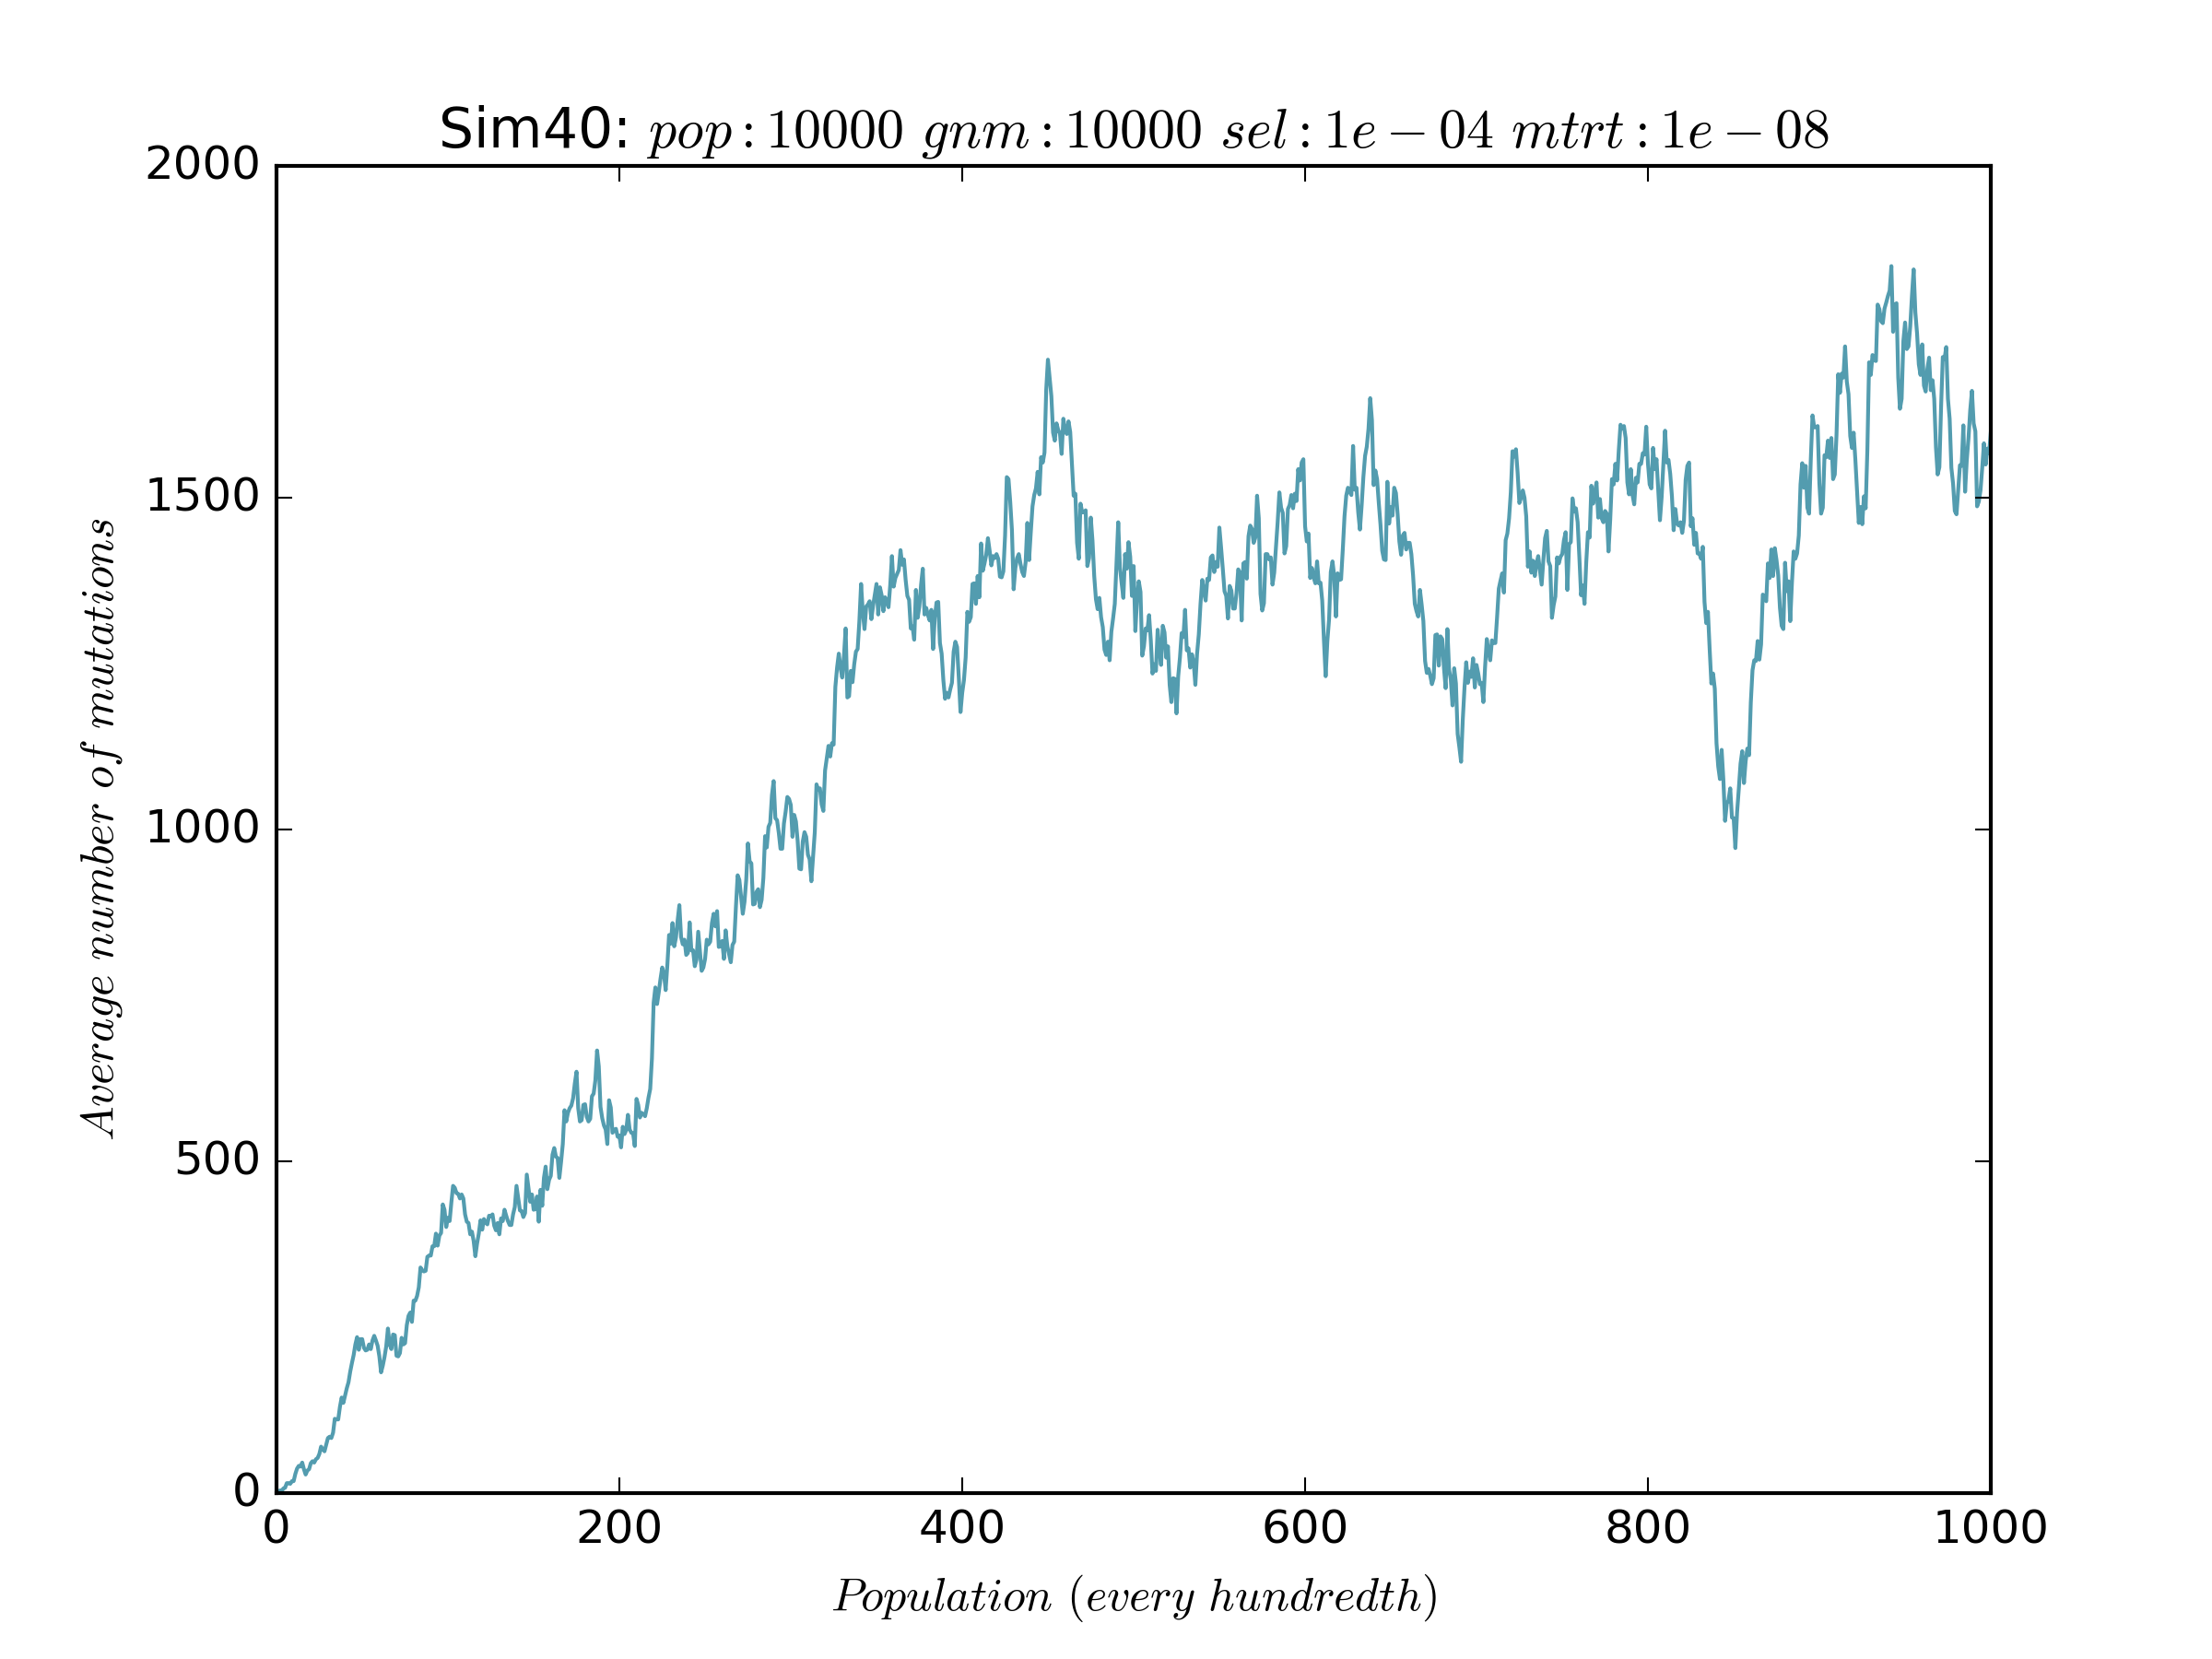 Sim40: pop : 10000 gnm : 10000 sel : 1e − 04 mtrt : 1e − 08
2000
1500
1000
500
0
Average number of mutations
0 200 400 600 800 1000
Population (every hundredth)